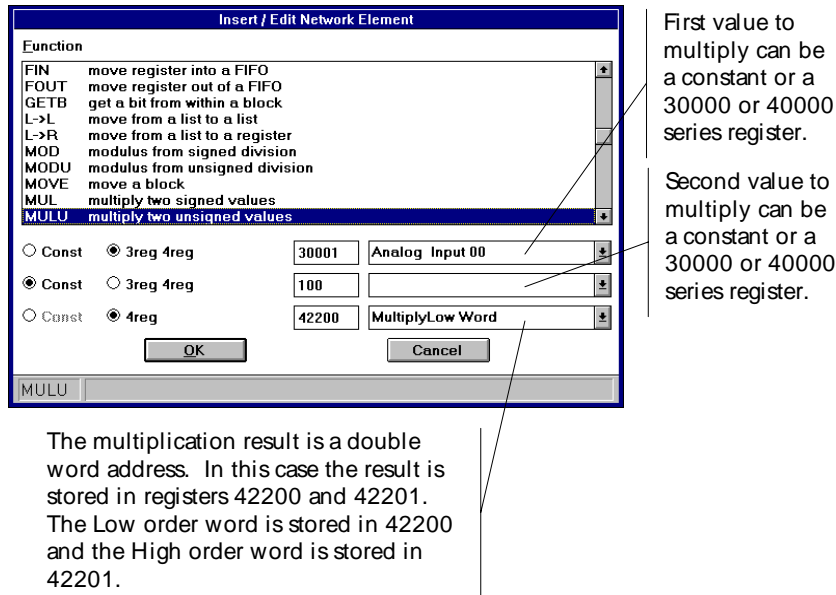 Insert / Edit Network Element
Function
FIN move register into a FIFO
FOUT move register out of a FIFO
GETB get a bit from within a block
L->L move from a list to a list
L->R move from a list to a register
MOD modulus from signed division
MODU modulus from unsigned division
MOVE move a block
MUL multiply two signed values
MULU multiply two unsigned values
Const 3reg 4reg 30001 Analog Input 00
Const 3reg 4reg 100
Const 4reg 42200 MultiplyLow Word
OK Cancel
MULU
First value to
multiply can be
a constant or a
30000 or 40000
series register.
Second value to
multiply can be
a constant or a
30000 or 40000
series register.
The multiplication result is a double
word address. In this case the result is
stored in registers 42200 and 42201.
The Low order word is stored in 42200
and the High order word is stored in
42201.